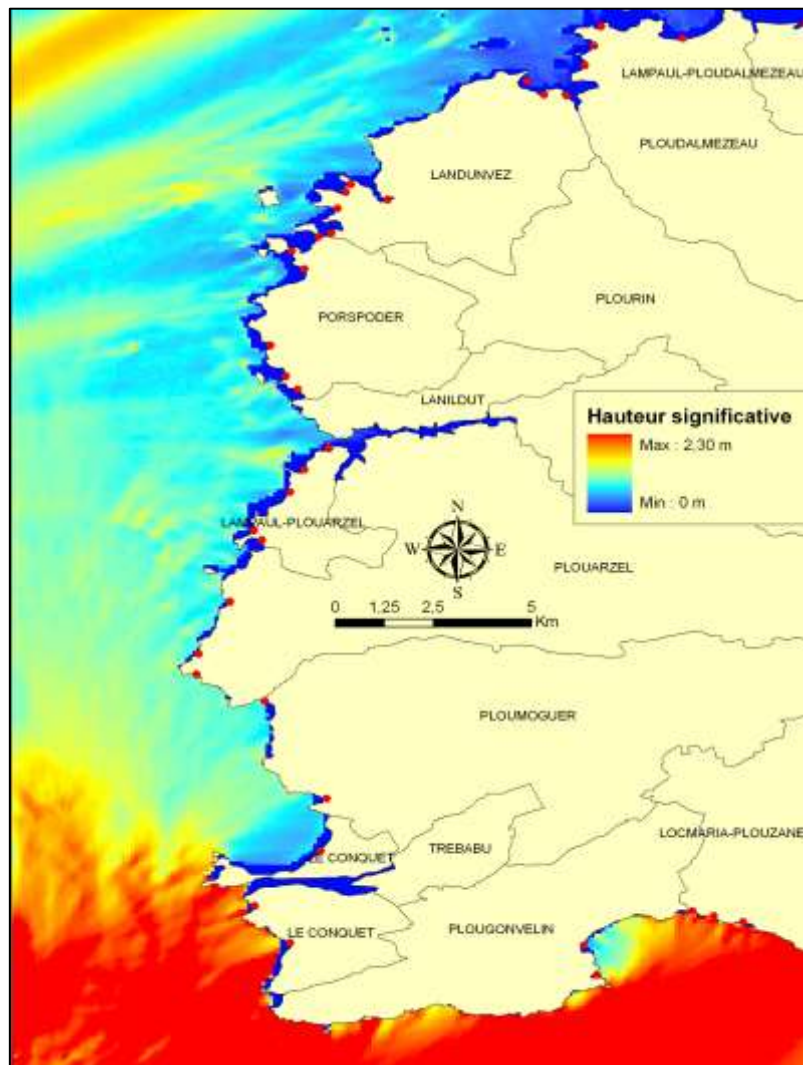 LAMPAUL-PLOUDALMEZEAU
PLOUDALMEZEAU
LANDUNVEZ
PLOURIN
PORSPODER
LANILDUT
Hauteur significative
Max : 2,30 m
Min : 0 m
LAMPAUL-PLOUARZEL
N
W E
S
PLOUARZEL
0 1,25 2,5 5
Km
PLOUMOGUER
LOCMARIA-PLOUZANE
TREBABU
LE CONQUET
LE CONQUET
PLOUGONVELIN